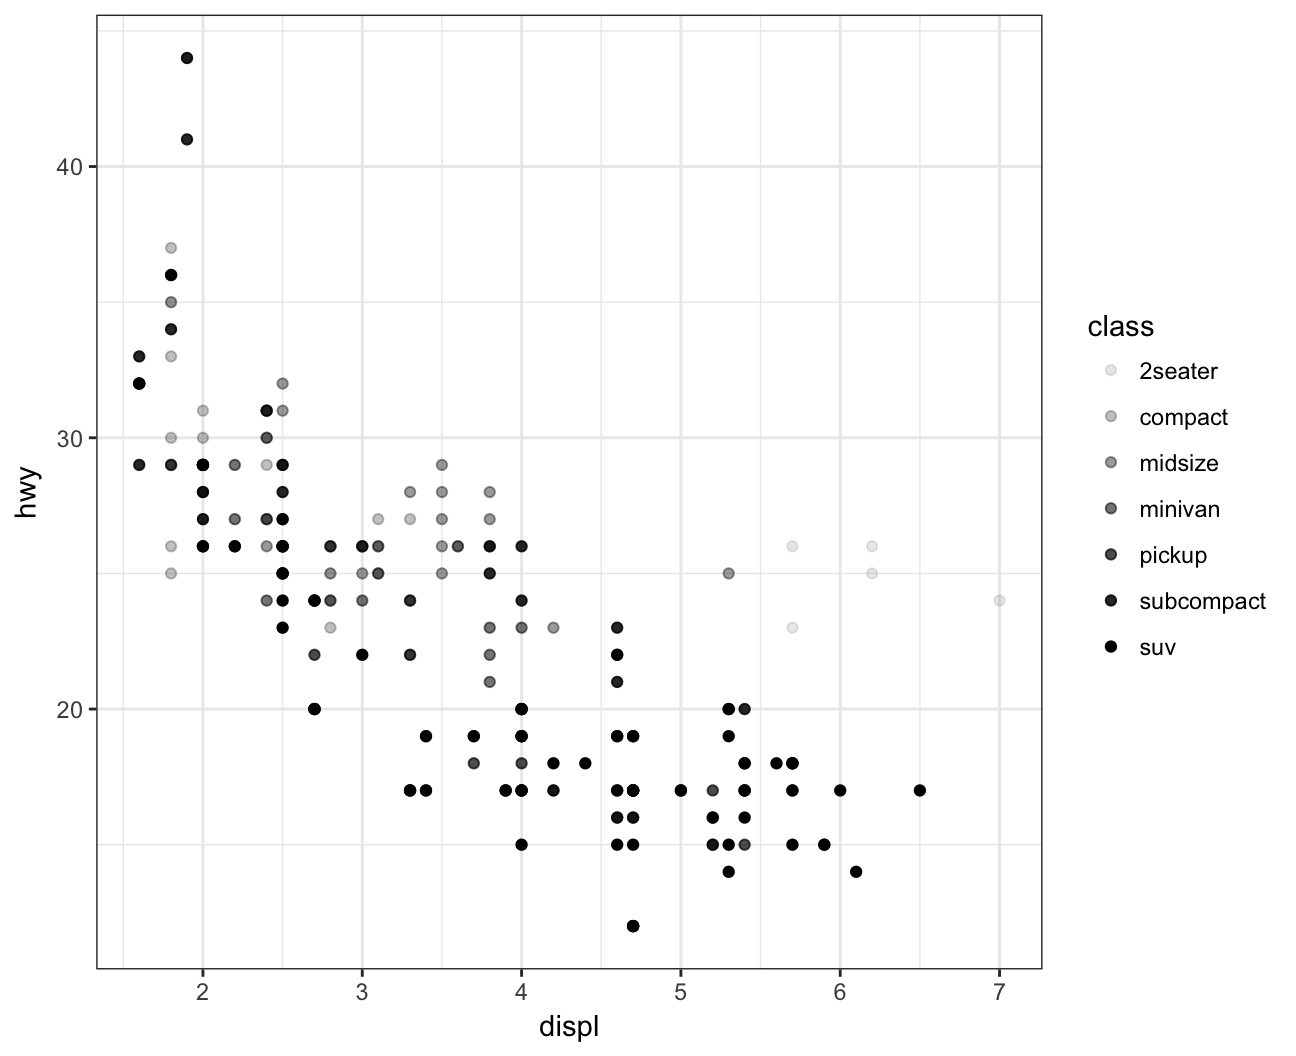 40
30
20
hwy
2 3 4 5 6 7
displ
class
2seater
compact
midsize
minivan
pickup
subcompact
suv